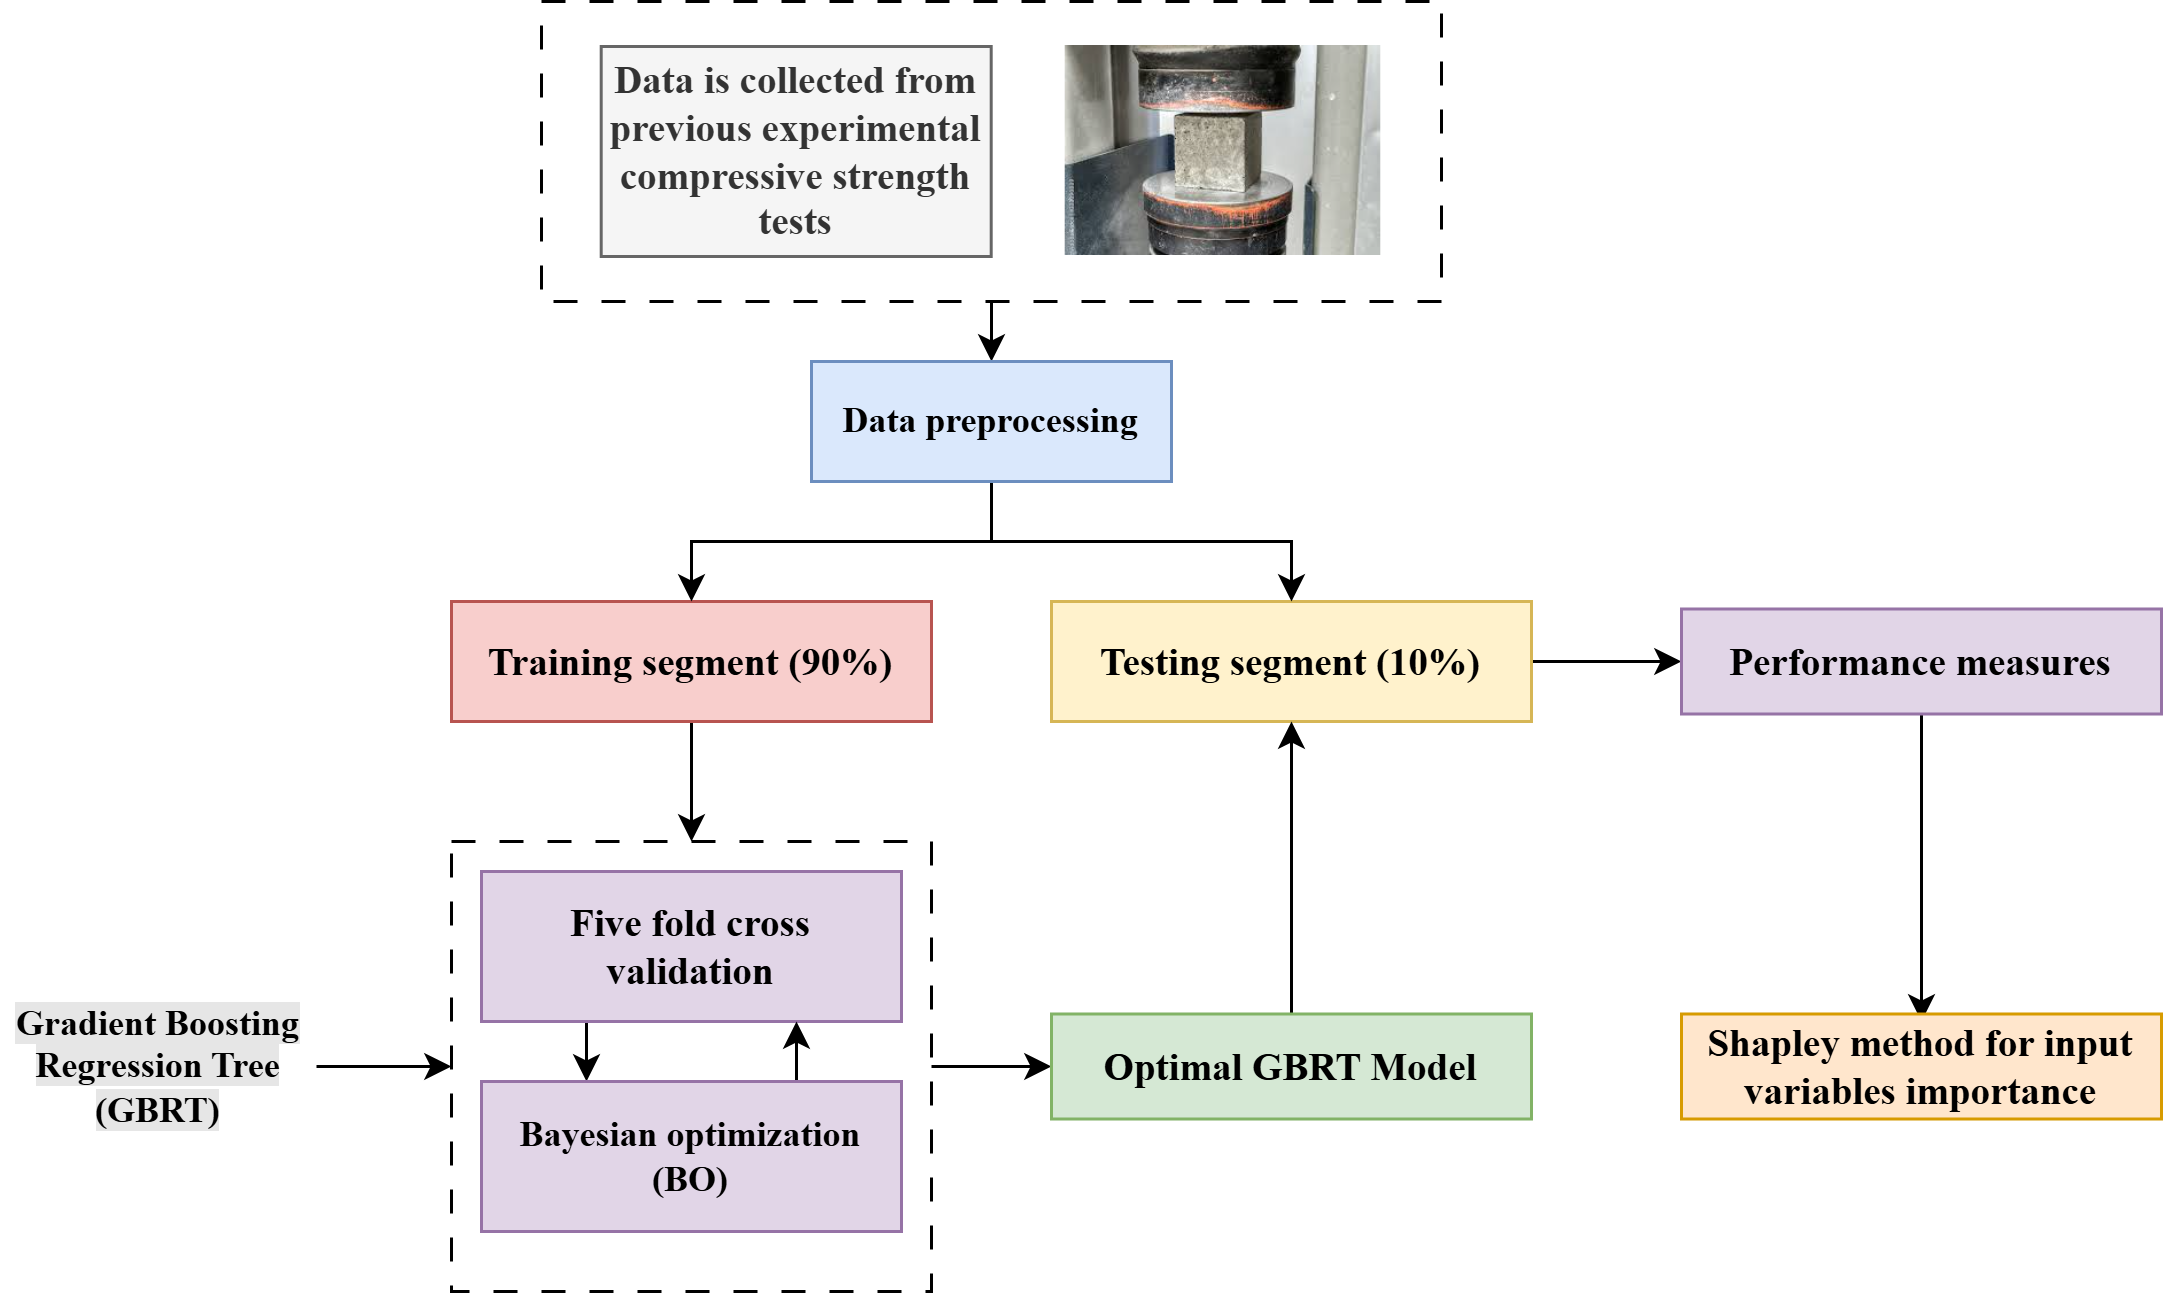 Data is collected from
previous experimental
compressive strength
tests
Data preprocessing
Training segment (90%)
Testing segment (10%)
Performance measures
Five fold cross
validation
Gradient Boosting
Regression Tree
(GBRT)
Bayesian optimization
(BO)
Optimal GBRT Model
Shapley method for input
variables importance